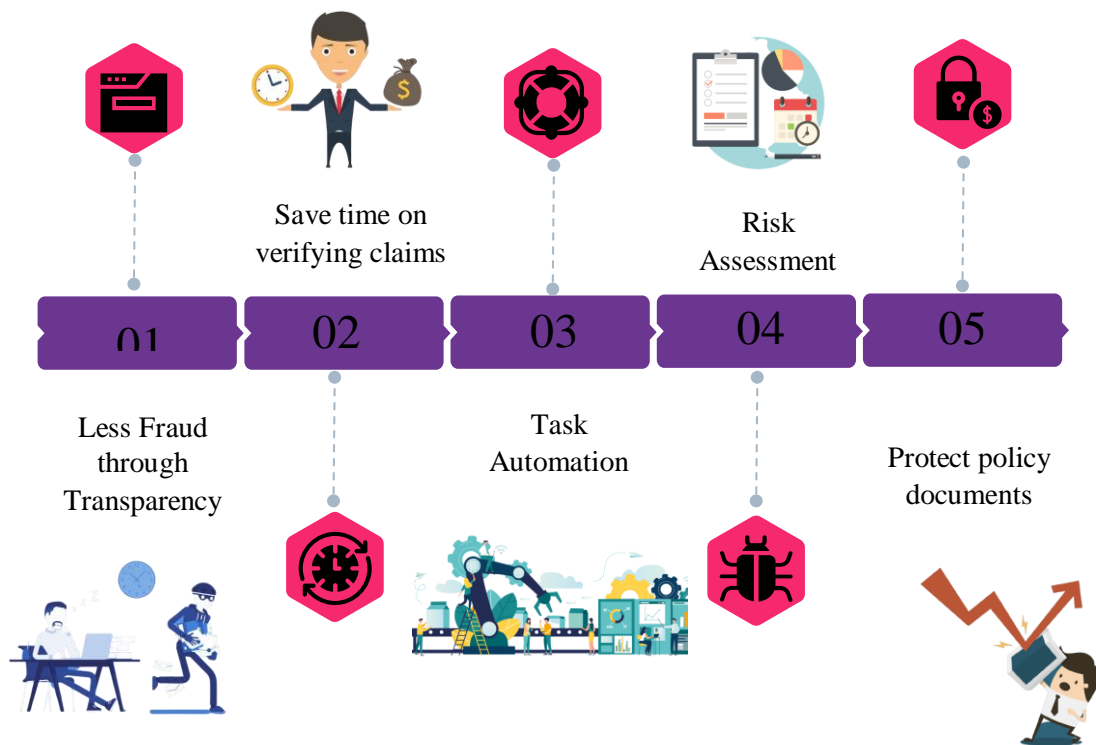 $
$
Save time on
verifying claims
Risk
Assessment
01
02
03
04
05
Less Fraud
through
Transparency
Task
Automation
Protect policy
documents
z z z